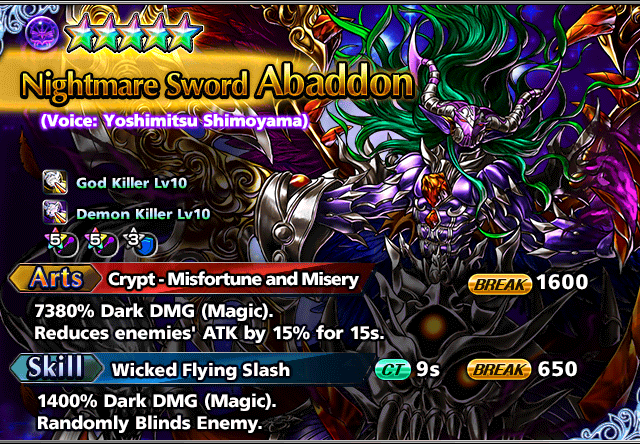 Nightmare Sword Abaddon
(Voice: Yoshimitsu Shimoyama)
God Killer Lv10
Demon Killer Lv10
5 5 3
Arts Crypt - Misfortune and Misery BREAK 1600
7380% Dark DMG (Magic).
Reduces enemies' ATK by 15% for 15s.
Skill Wicked Flying Slash CT 9s BREAK 650
1400% Dark DMG (Magic).
Randomly Blinds Enemy.